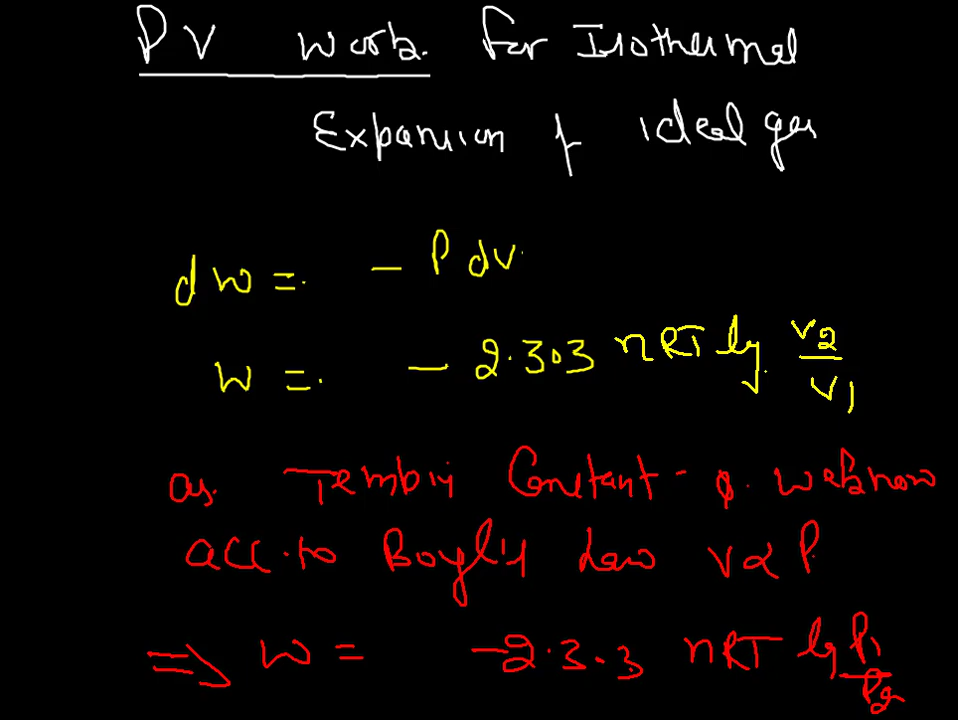 PV Work. For Isothermal
Expansion of ideal gas
dW = - P dV
W = - 2.303 nRT log V2/V1
as Temp is Constant - & we know
acc. to Boyle's Law V α P
⇒ W = -2.3.3 nRT log P1/P2